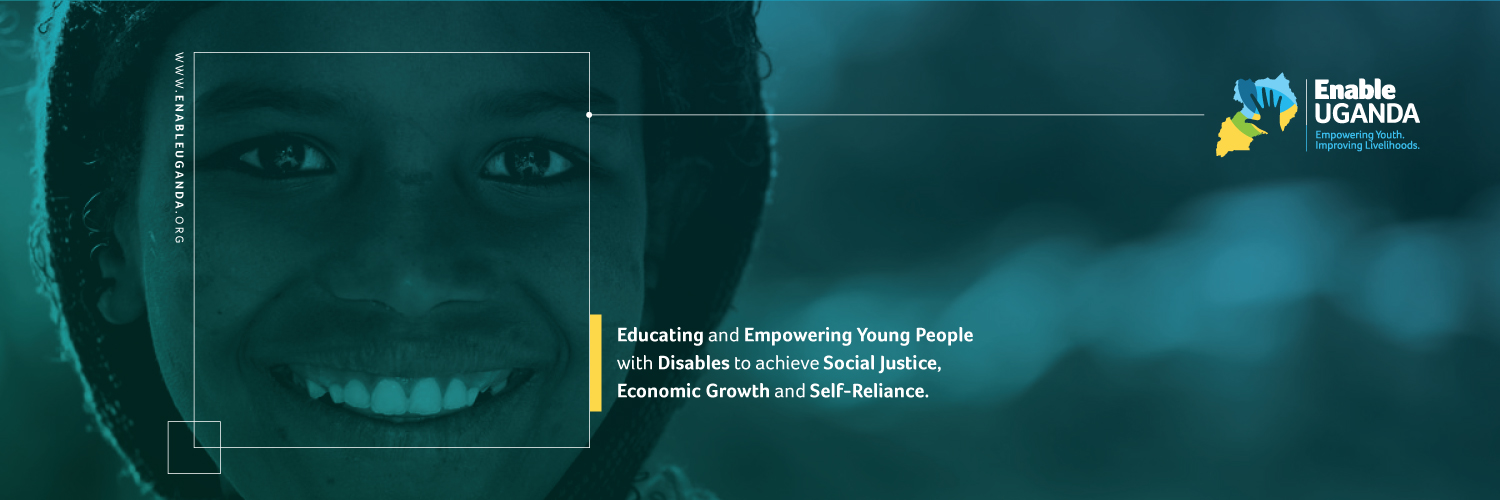 WWW.ENABLEUGANDA.ORG
Enable
UGANDA
Empowering Youth.
Improving Livelihoods.
Educating and Empowering Young People
with Disables to achieve Social Justice,
Economic Growth and Self-Reliance.